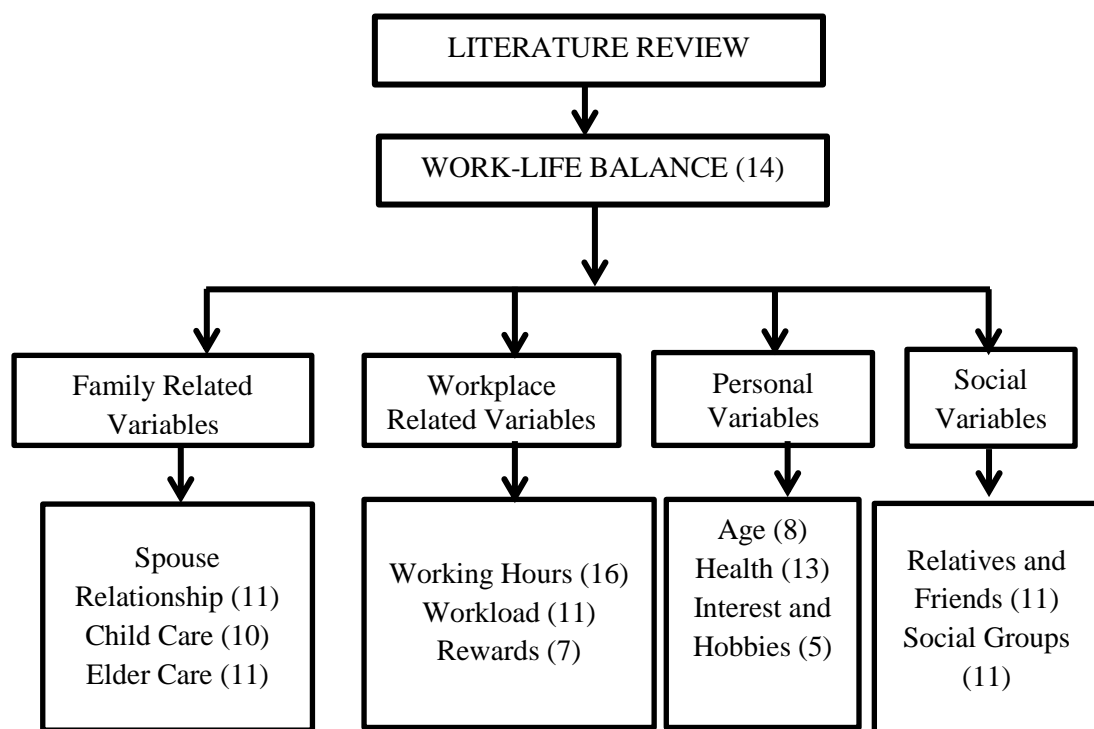 LITERATURE REVIEW
WORK-LIFE BALANCE (14)
Family Related
Variables
Workplace
Related Variables
Personal
Variables
Social
Variables
Spouse
Relationship (11)
Child Care (10)
Elder Care (11)
Working Hours (16)
Workload (11)
Rewards (7)
Age (8)
Health (13)
Interest and
Hobbies (5)
Relatives and
Friends (11)
Social Groups
(11)